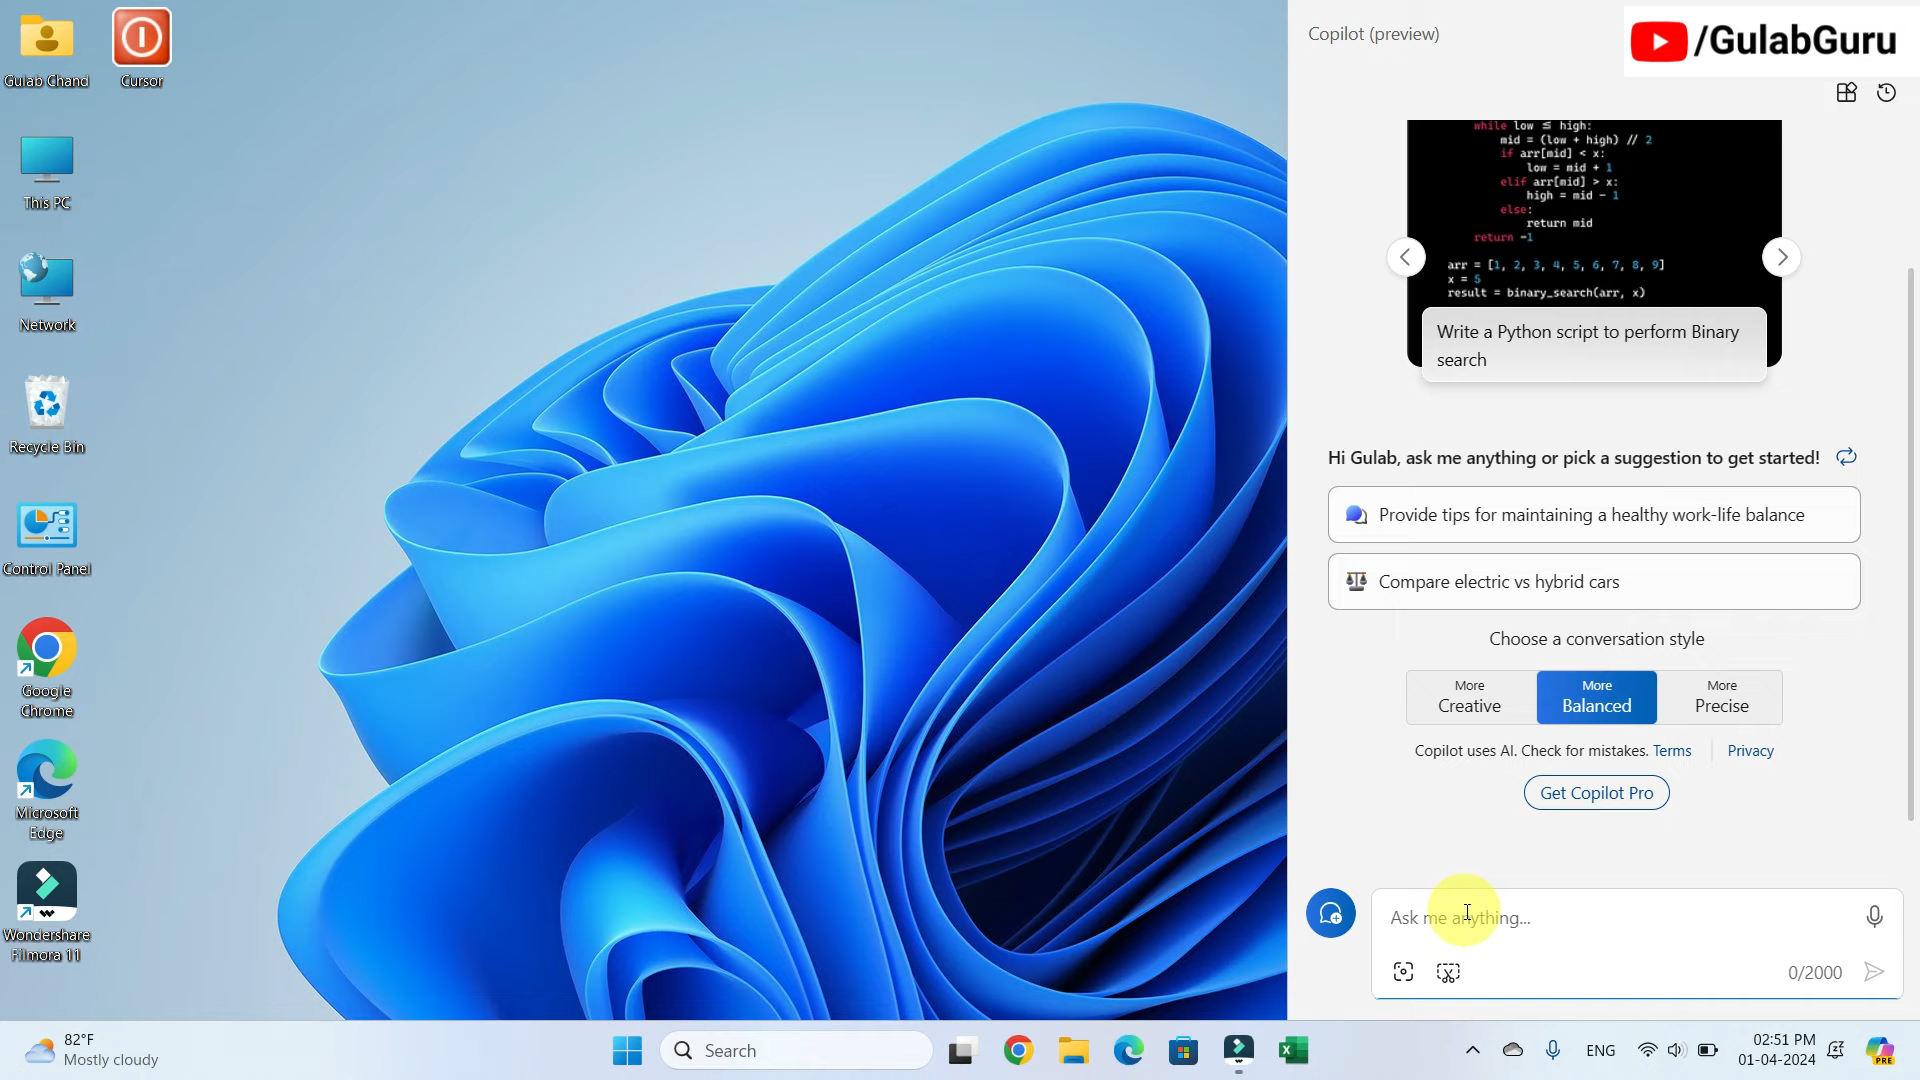 Gulab Chand
Cursor
This PC
Network
Recycle Bin
Control Panel
Google
Chrome
Microsoft
Edge
Wondershare
Filmora 11
Copilot (preview)
/GulabGuru
while low ≤ high:
mid = (low + high) // 2
if arr[mid] < x:
low = mid + 1
elif arr[mid] > x:
high = mid - 1
else:
return mid
return -1
arr = [1, 2, 3, 4, 5, 6, 7, 8, 9]
x = 5
result = binary_search(arr, x)
Write a Python script to perform Binary
search
Hi Gulab, ask me anything or pick a suggestion to get started!
Provide tips for maintaining a healthy work-life balance
Compare electric vs hybrid cars
Choose a conversation style
More
Creative
More
Balanced
More
Precise
Copilot uses AI. Check for mistakes. Terms
Privacy
Get Copilot Pro
Ask me anything...
0/2000
82°F
Mostly cloudy
Search
ENG
02:51 PM
01-04-2024
PRE